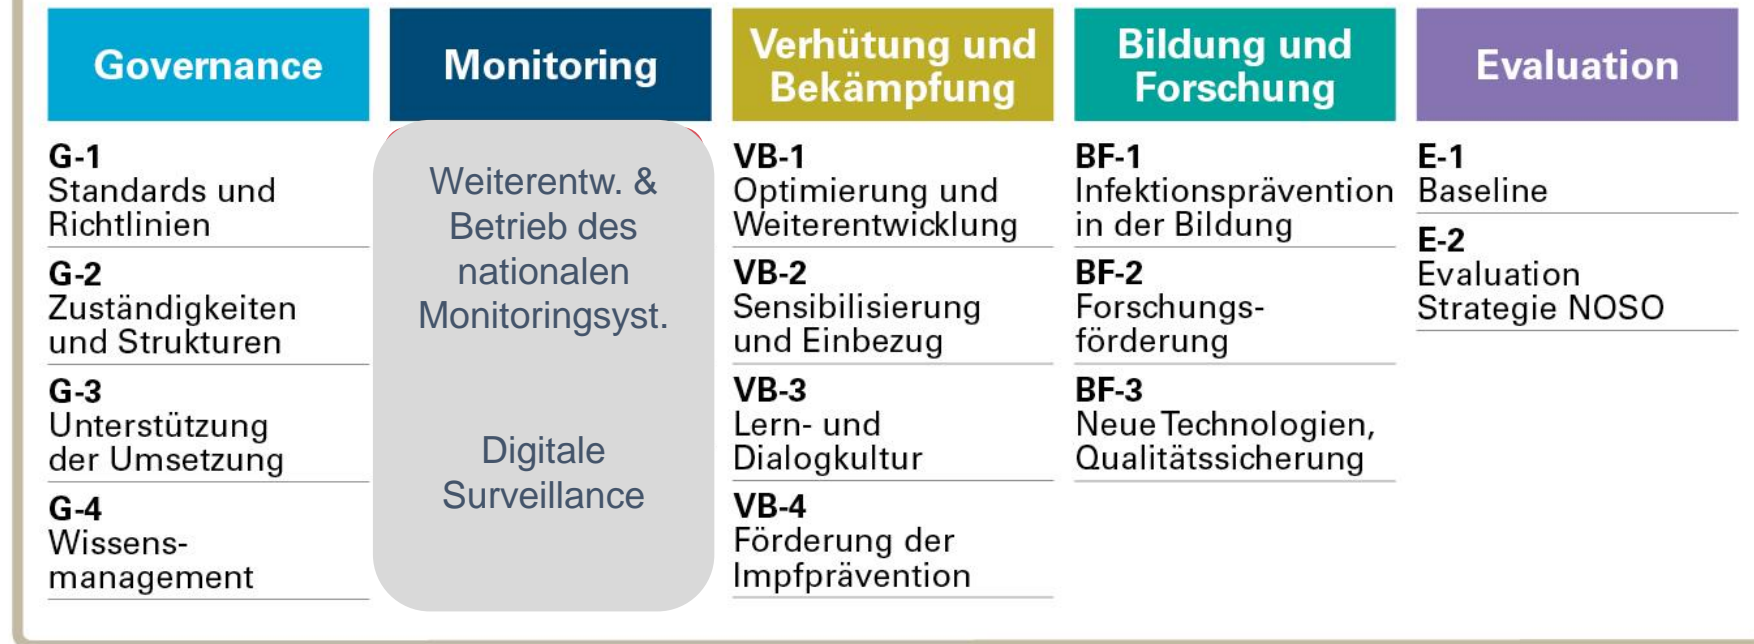 Governance
G-1
Standards und
Richtlinien
G-2
Zuständigkeiten
und Strukturen
G-3
Unterstützung
der Umsetzung
G-4
Wissens-
management
Monitoring
Weiterentw. &
Betrieb des
nationalen
Monitoringsyst.
Digitale
Surveillance
Verhütung und
Bekämpfung
VB-1
Optimierung und
Weiterentwicklung
VB-2
Sensibilisierung
und Einbezug
VB-3
Lern- und
Dialogkultur
VB-4
Förderung der
Impfprävention
Bildung und
Forschung
BF-1
Infektionsprävention
in der Bildung
BF-2
Forschungs-
förderung
BF-3
Neue Technologien,
Qualitätssicherung
Evaluation
E-1
Baseline
E-2
Evaluation
Strategie NOSO